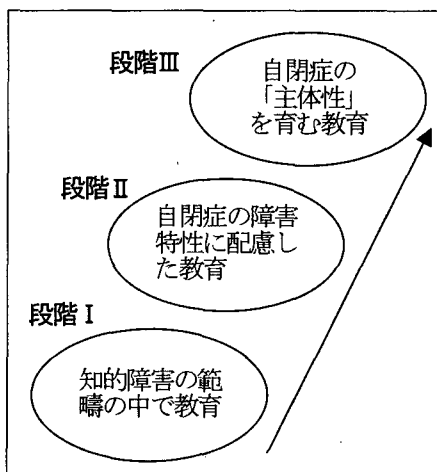 段階Ⅲ
自閉症の
「主体性」
を育む教育
段階Ⅱ
自閉症の障害
特性に配慮し
た教育
段階Ⅰ
知的障害の範
疇の中で教育